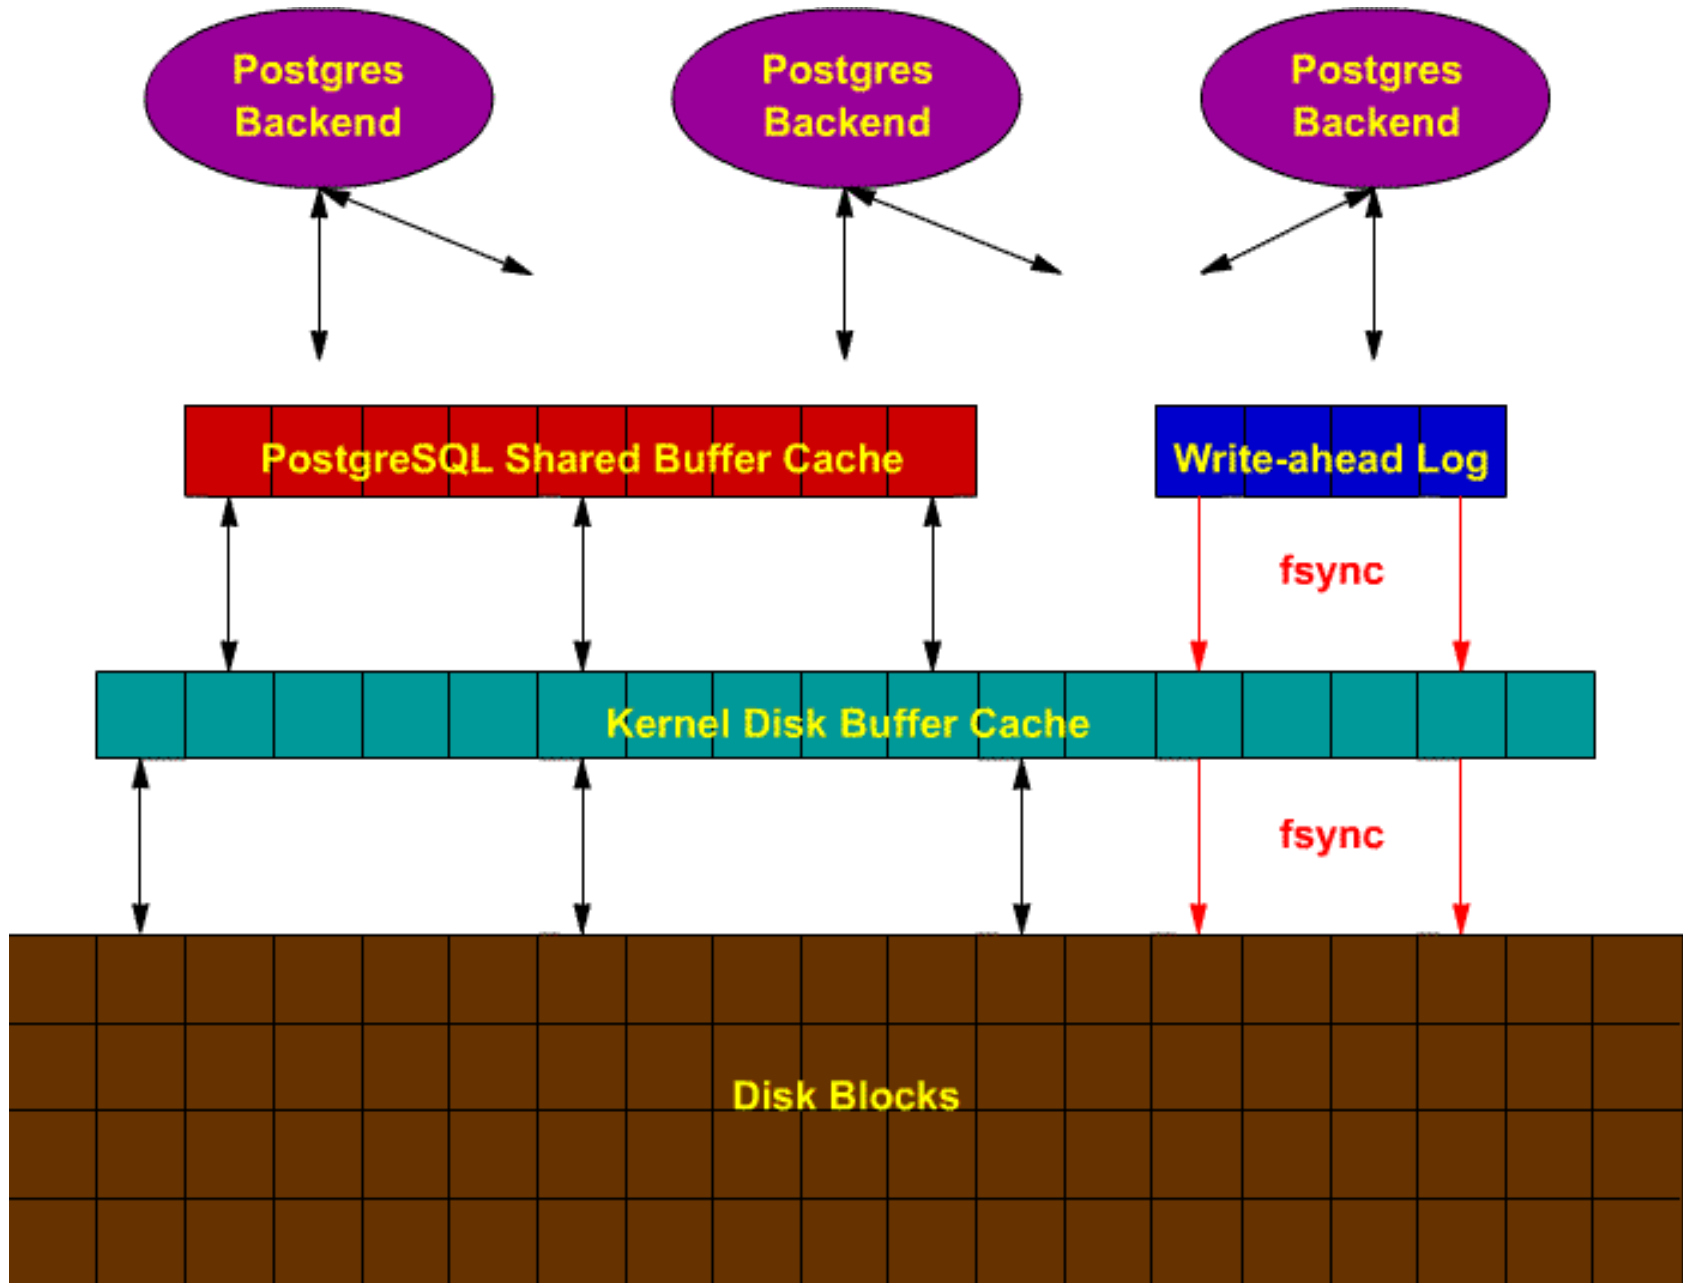 Postgres
Backend
Postgres
Backend
Postgres
Backend
PostgreSQL Shared Buffer Cache
Write-ahead Log
fsync
Kernel Disk Buffer Cache
fsync
Disk Blocks